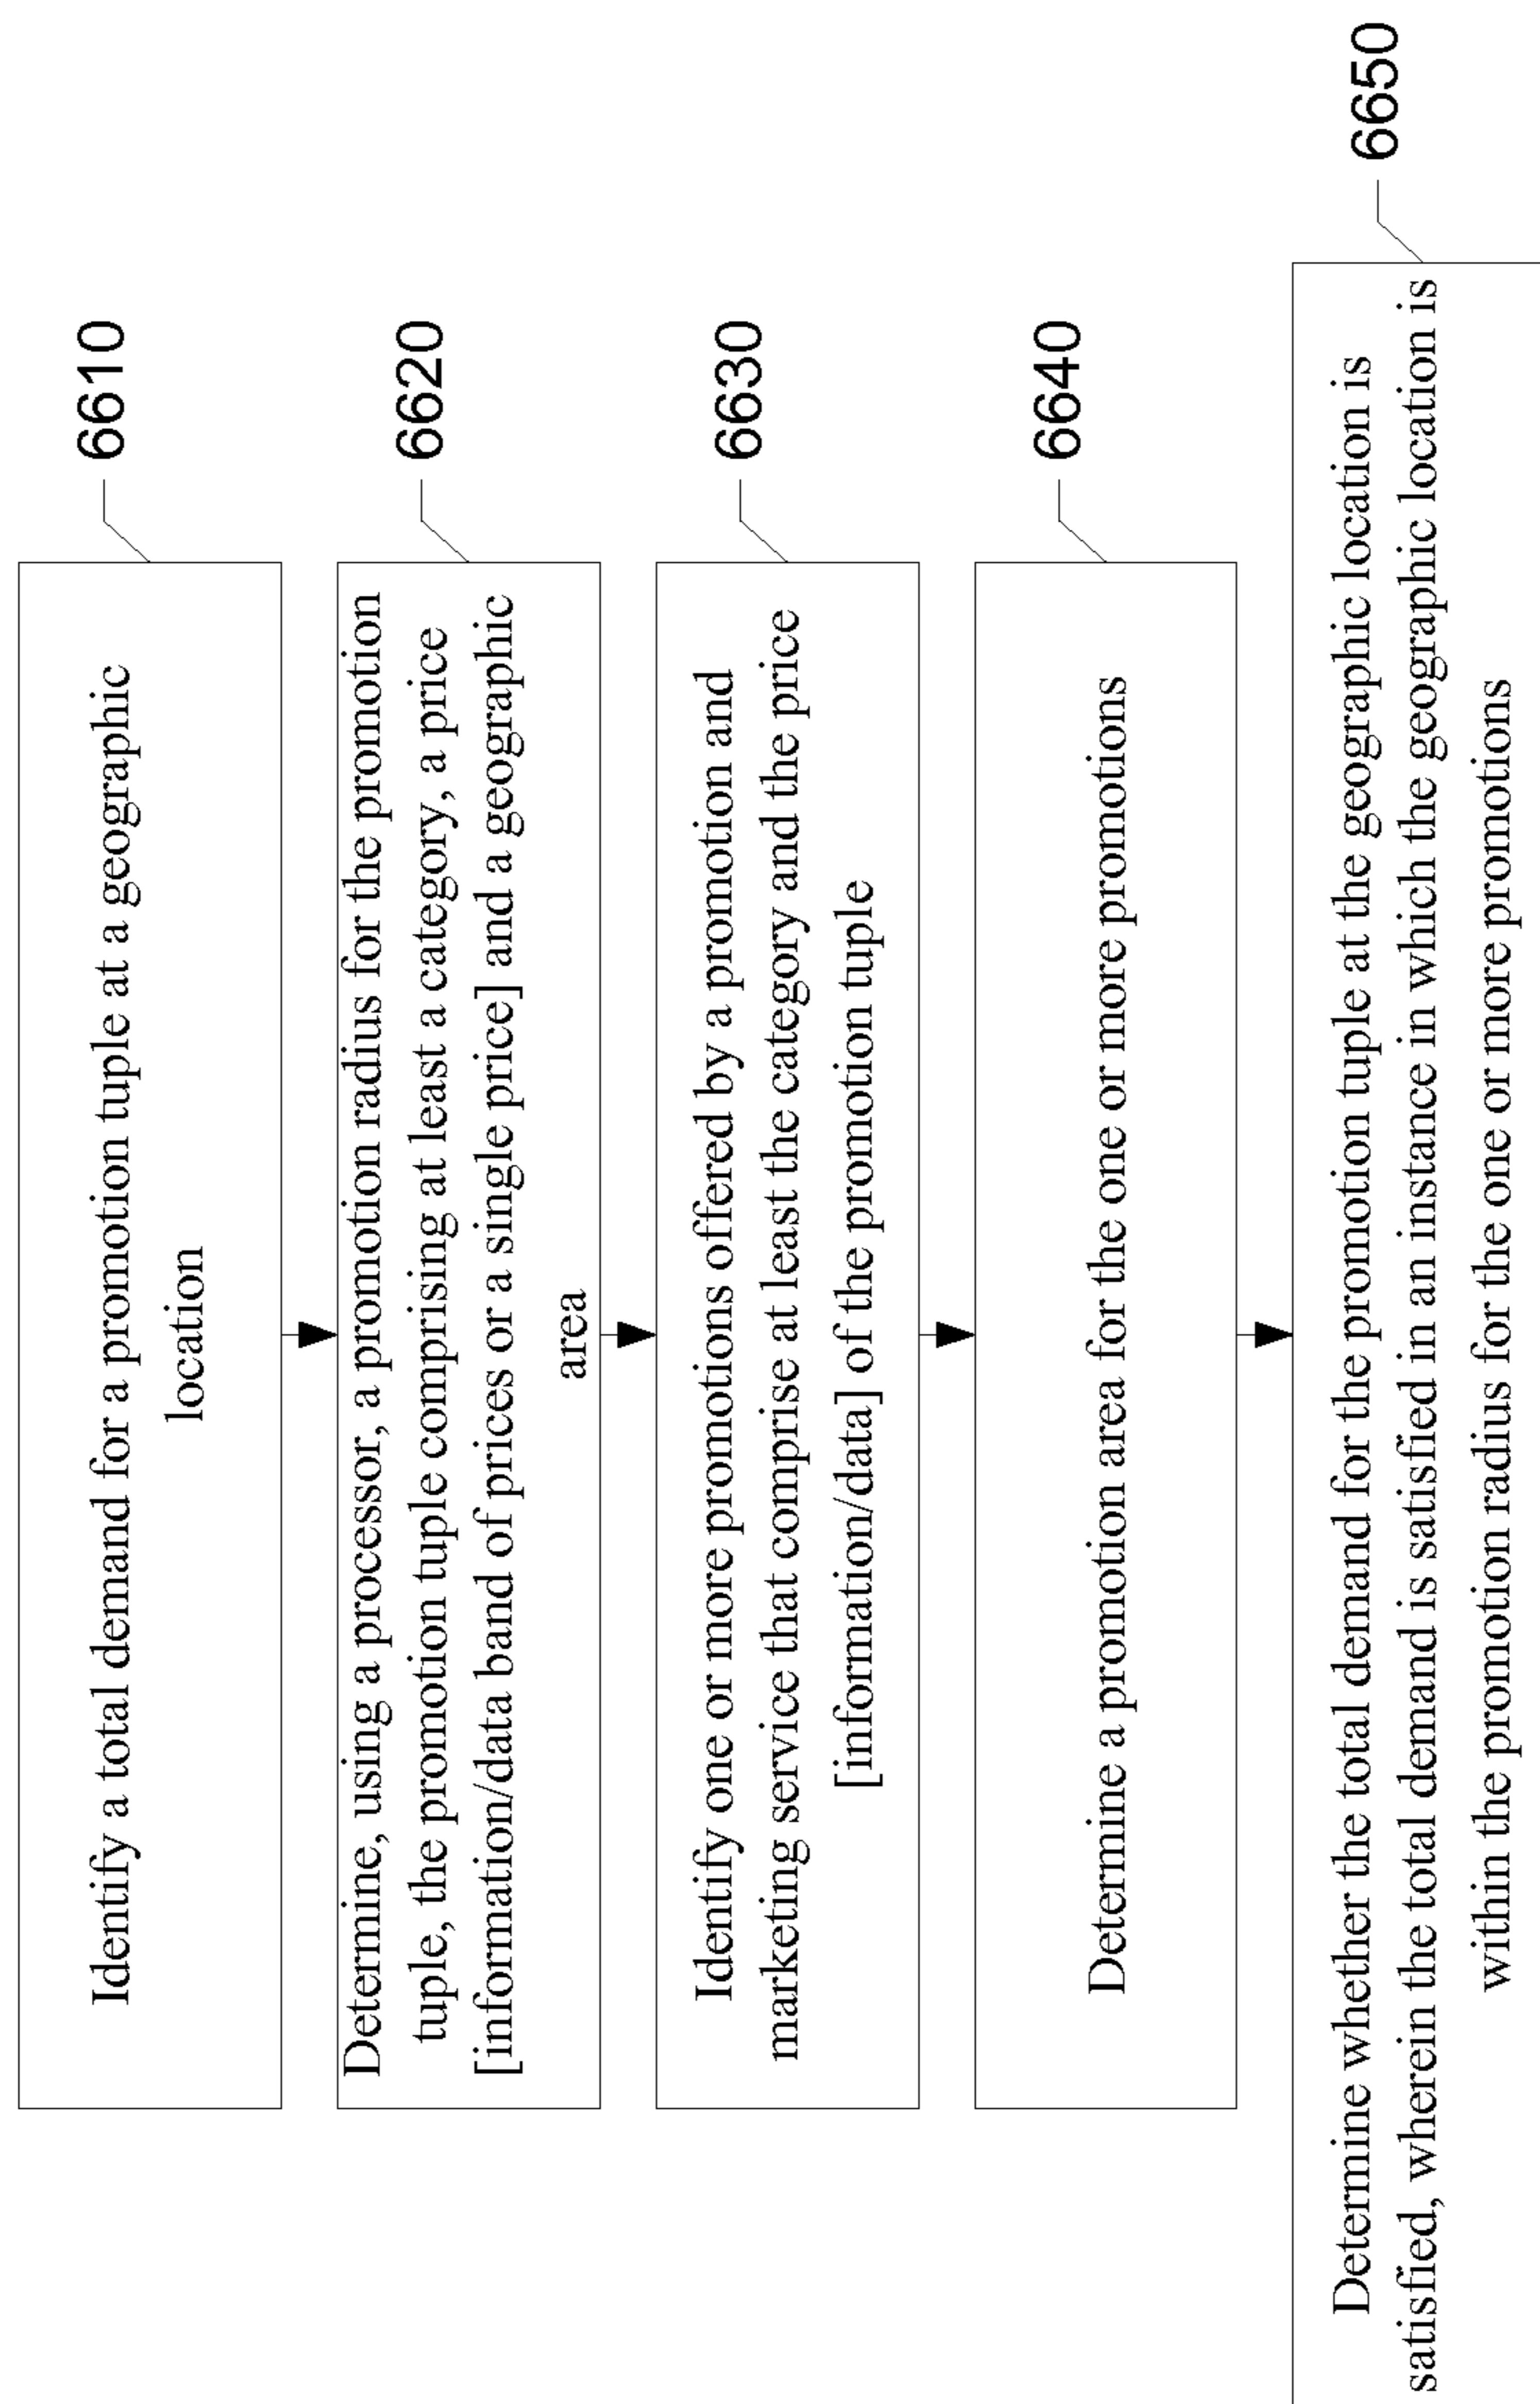 Identify a total demand for a promotion tuple at a geographic
location
6610
Determine, using a processor, a promotion radius for the promotion
tuple, the promotion tuple comprising at least a category, a price
[information/data band of prices or a single price] and a geographic
area
6620
Identify one or more promotions offered by a promotion and
marketing service that comprise at least the category and the price
[information/data] of the promotion tuple
6630
Determine a promotion area for the one or more promotions
6640
Determine whether the total demand for the promotion tuple at the geographic location is
satisfied, wherein the total demand is satisfied in an instance in which the geographic location is
within the promotion radius for the one or more promotions
6650